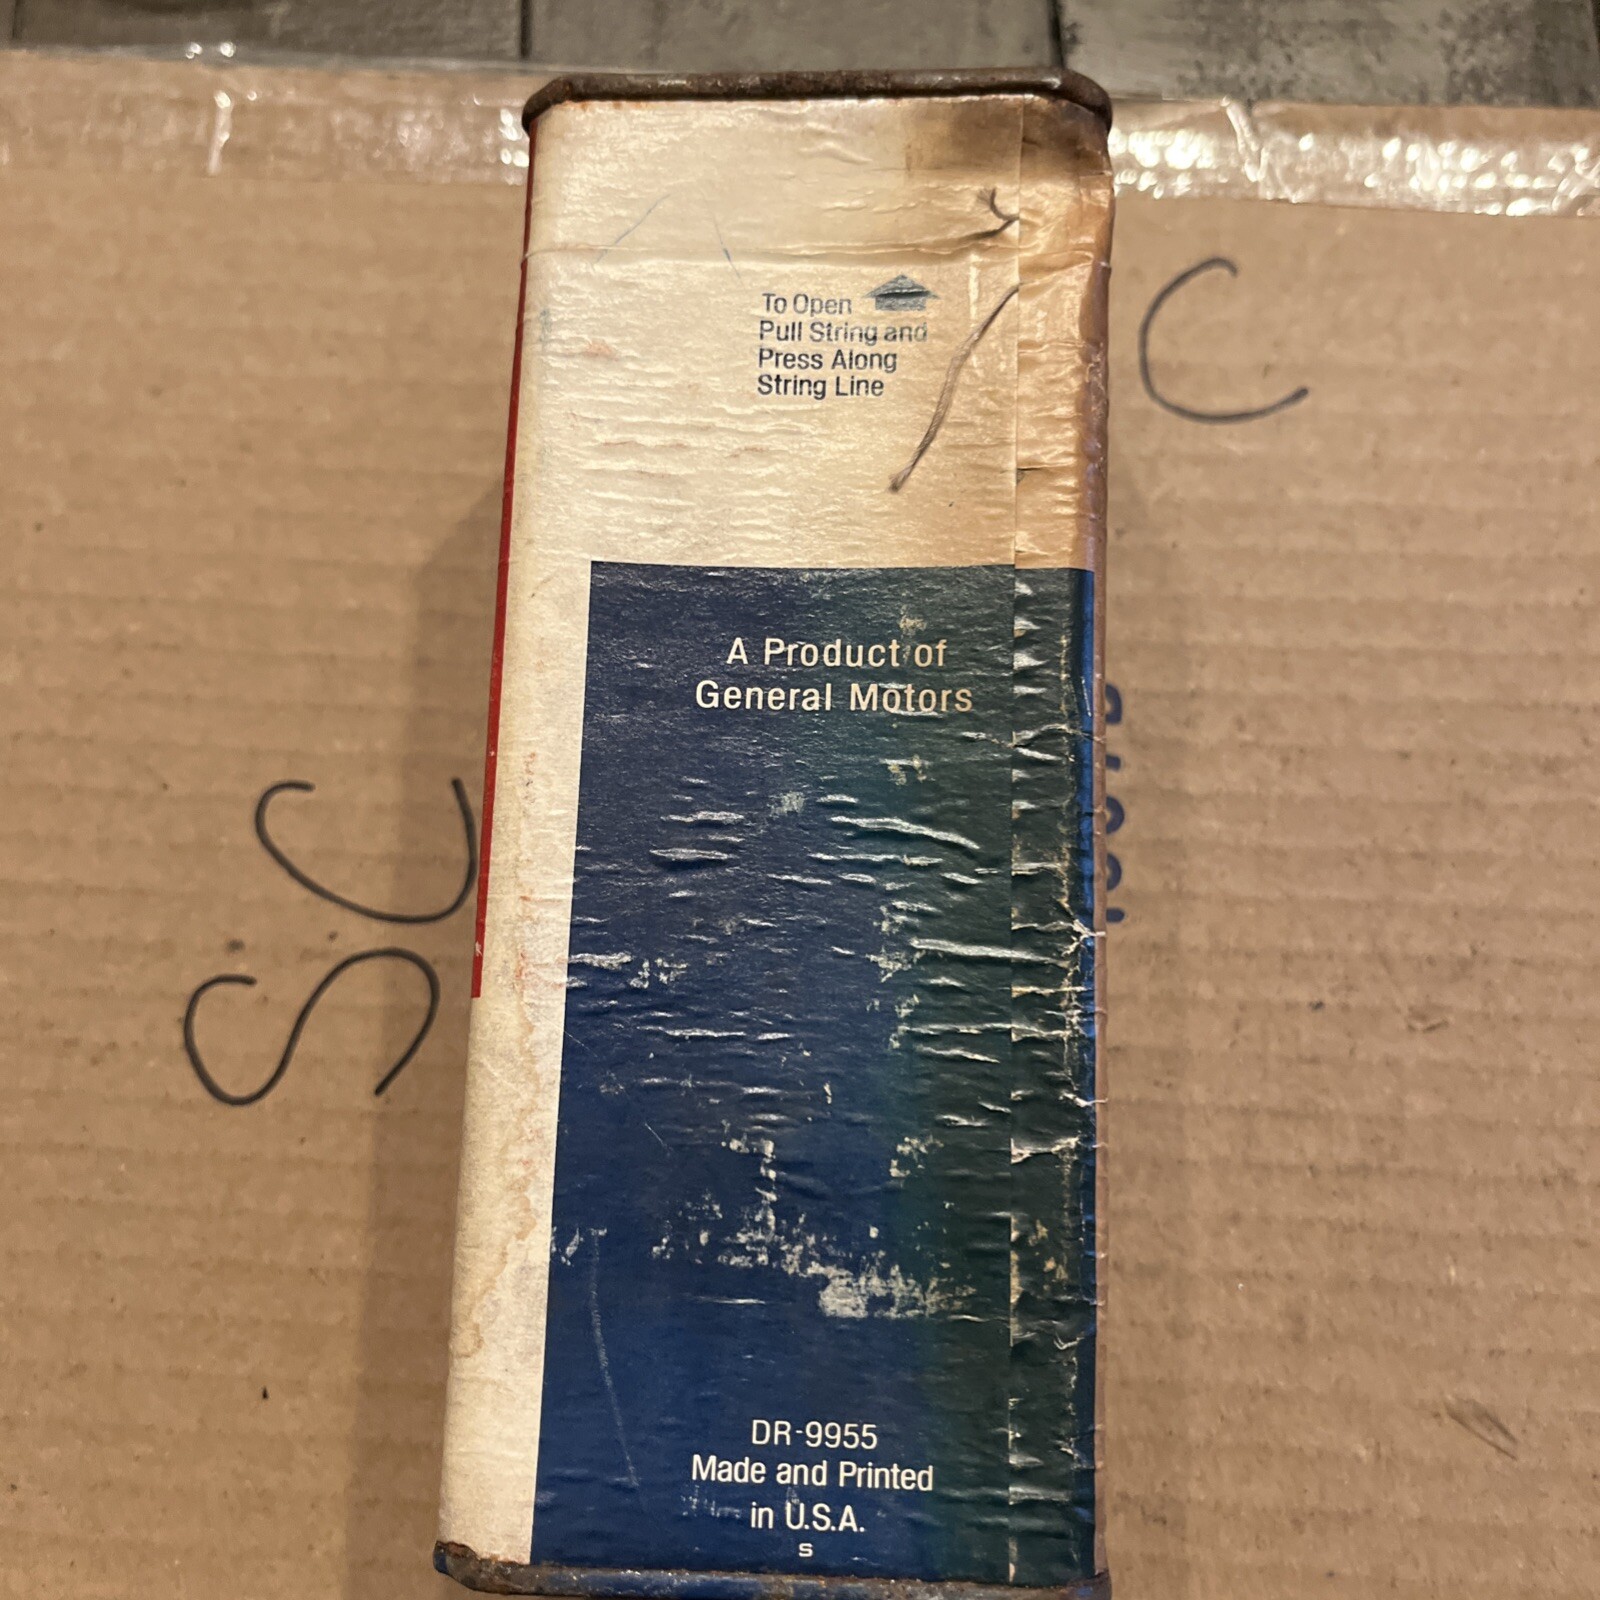 To Open
Pull String and
Press Along
String Line
A Product of
General Motors
DR-9955
Made and Printed
in U.S.A.
S
C
SC